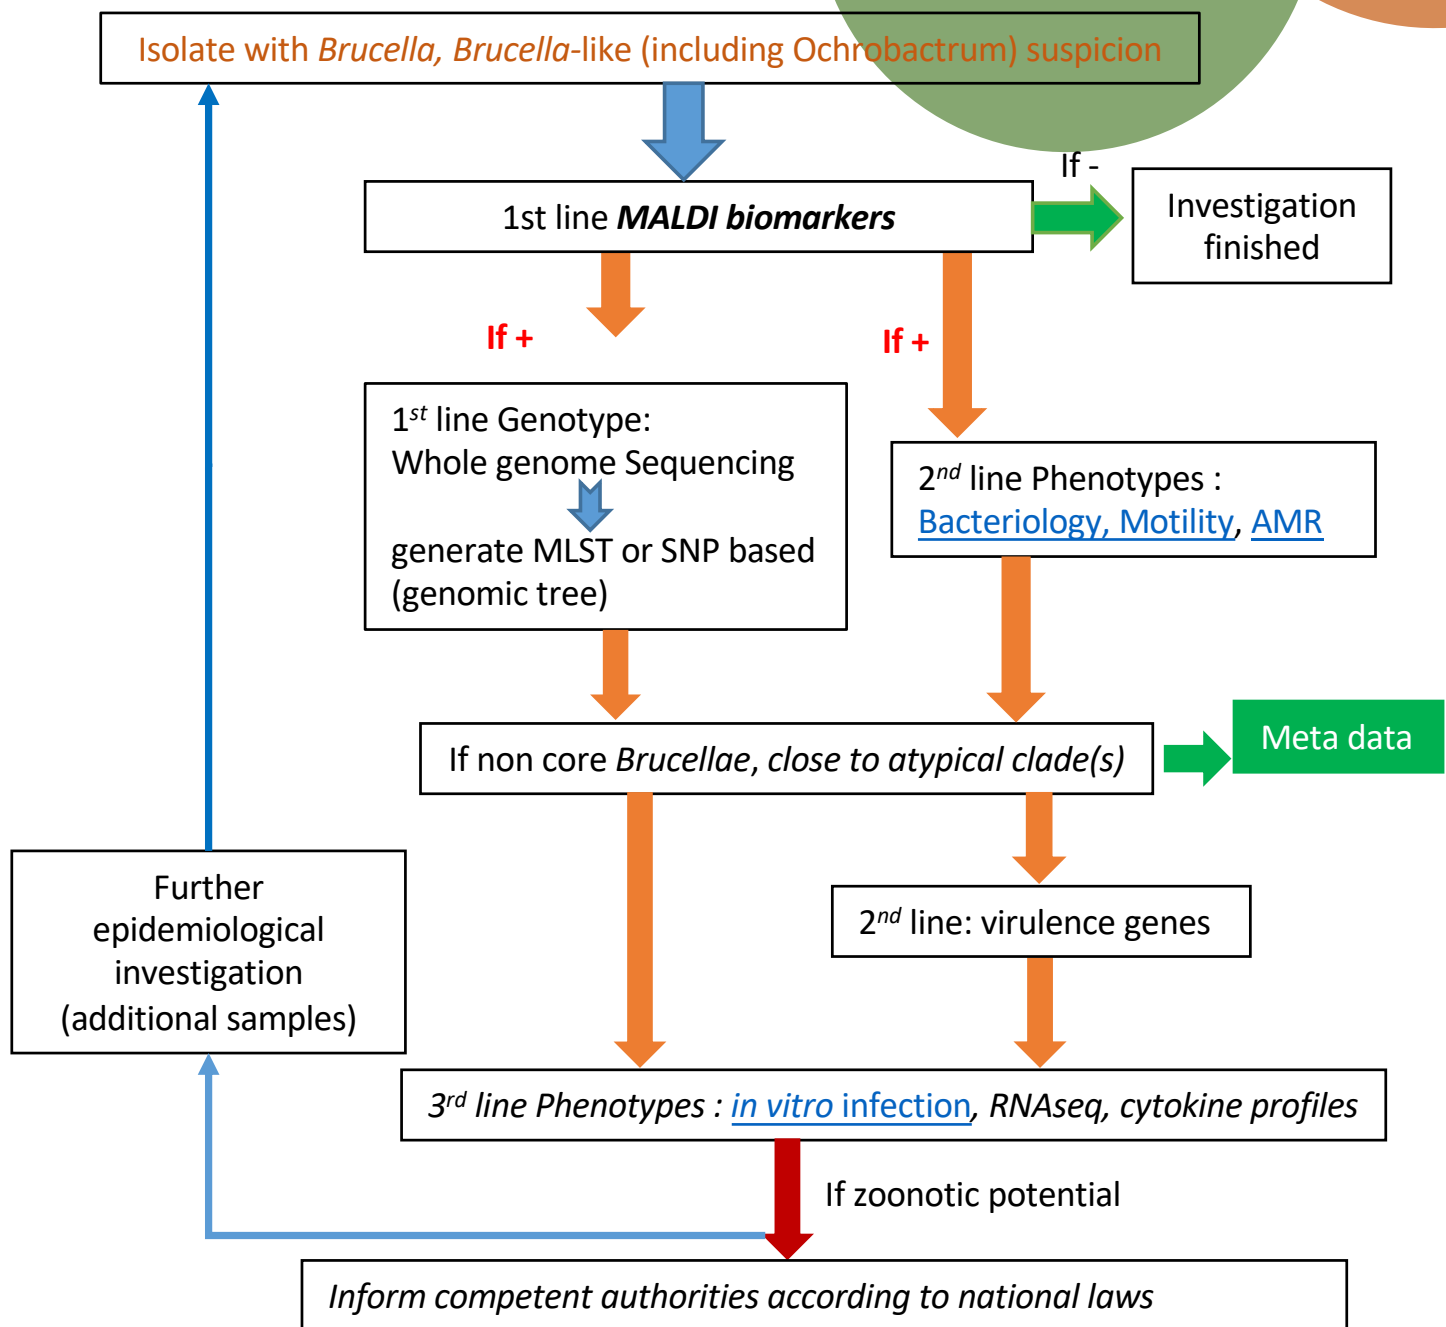 Isolate with Brucella, Brucella-like (including Ochrobactrum) suspicion
If -
1st line MALDI biomarkers
Investigation
finished
If +
If +
1st line Genotype:
Whole genome Sequencing
generate MLST or SNP based
(genomic tree)
2nd line Phenotypes :
Bacteriology, Motility, AMR
If non core Brucellae, close to atypical clade(s)
Meta data
Further
epidemiological
investigation
(additional samples)
2nd line: virulence genes
3rd line Phenotypes : in vitro infection, RNAseq, cytokine profiles
If zoonotic potential
Inform competent authorities according to national laws